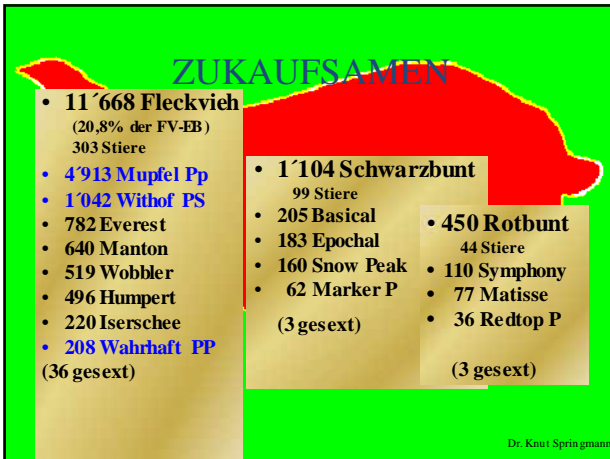 ZUKAUFSAMEN
• 11´668 Fleckvieh
(20,8% der FV-EB)
303 Stiere
• 4´913 Mupfel Pp
• 1´042 Withof PS
• 782 Everest
• 640 Manton
• 519 Wobbler
• 496 Humpert
• 220 Iserschee
• 208 Wahrhaft PP
(36 gesext)
• 1´104 Schwarzbunt
99 Stiere
• 205 Basical
• 183 Epochal
• 160 Snow Peak
• 62 Marker P
(3 gesext)
• 450 Rotbunt
44 Stiere
• 110 Symphony
• 77 Matisse
• 36 Redtop P
(3 gesext)
Dr. Knut Springmann